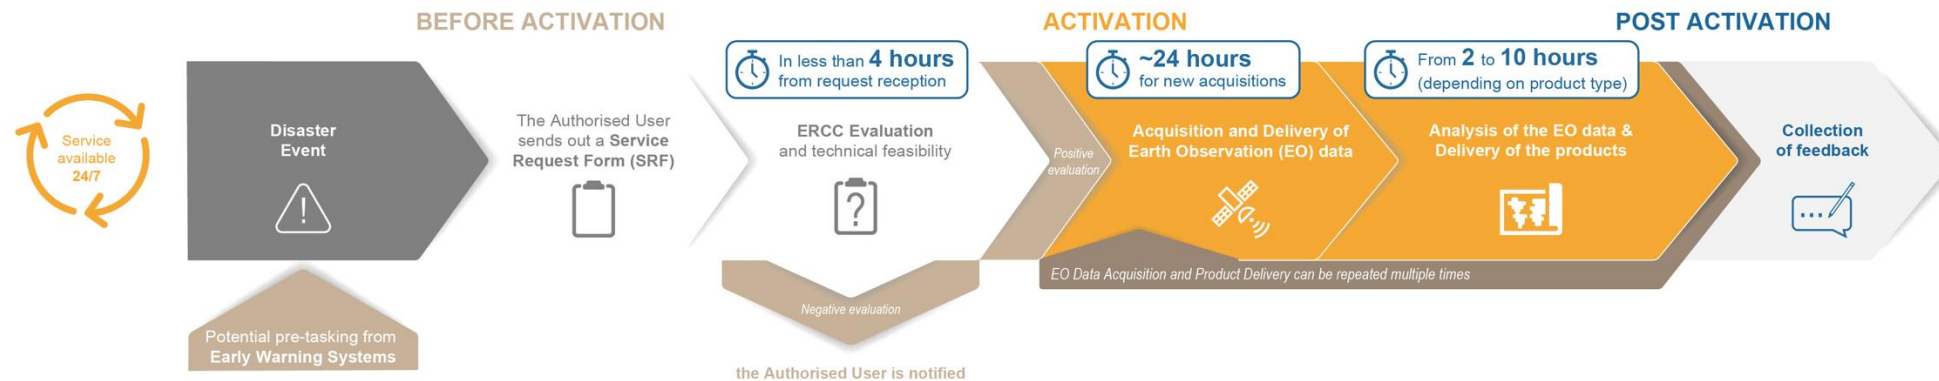 BEFORE ACTIVATION
ACTIVATION
POST ACTIVATION
Service
available
24/7
Disaster
Event
Potential pre-tasking from
Early Warning Systems
The Authorised User
sends out a Service
Request Form (SRF)
In less than 4 hours
from request reception
ERCC Evaluation
and technical feasibility
?
Negative evaluation
the Authorised User is notified
Positive
evaluation
~24 hours
for new acquisitions
Acquisition and Delivery of
Earth Observation (EO) data
From 2 to 10 hours
(depending on product type)
Analysis of the EO data &
Delivery of the products
EO Data Acquisition and Product Delivery can be repeated multiple times
Collection
of feedback